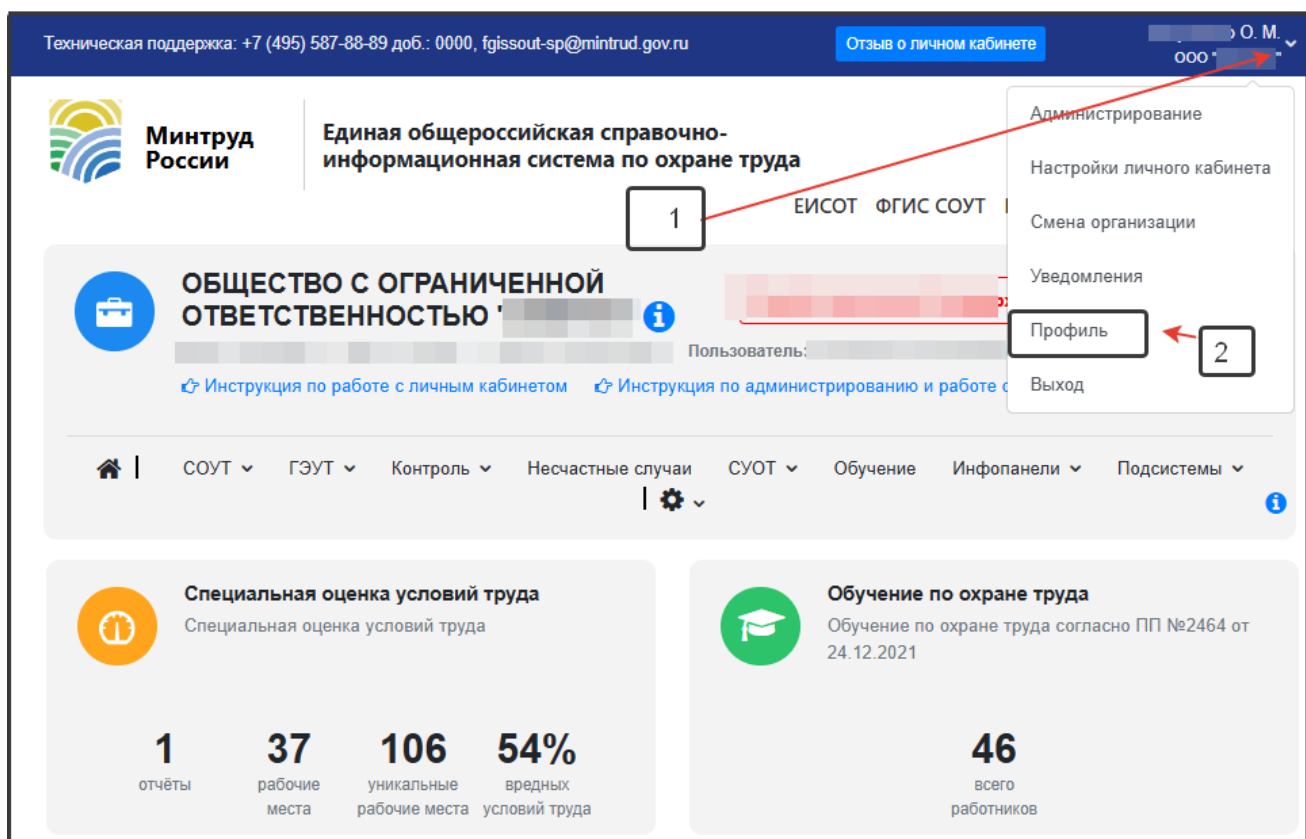 Техническая поддержка: +7 (495) 587-88-89 доб.: 0000, fgissout-sp@mintrud.gov.ru
Отзыв о личном кабинете
О. М.
ООО "
"
Минтруд
России
Единая общероссийская справочно-
информационная система по охране труда
Администрирование
Настройки личного кабинета
Смена организации
Уведомления
Профиль
Выход
1
2
ЕИСОТ ФГИС СОУТ
ОБЩЕСТВО С ОГРАНИЧЕННОЙ
ОТВЕТСТВЕННОСТЬЮ '
Пользователь:
Инструкция по работе с личным кабинетом Инструкция по администрированию и работе с
СОУТ ГЭУТ Контроль Несчастные случаи СУОТ Обучение Инфопанели Подсистемы
Специальная оценка условий труда
Специальная оценка условий труда
1
отчёты
37
рабочие
места
106
уникальные
рабочие места
54%
вредных
условий труда
Обучение по охране труда
Обучение по охране труда согласно ПП №2464 от
24.12.2021
46
всего
работников